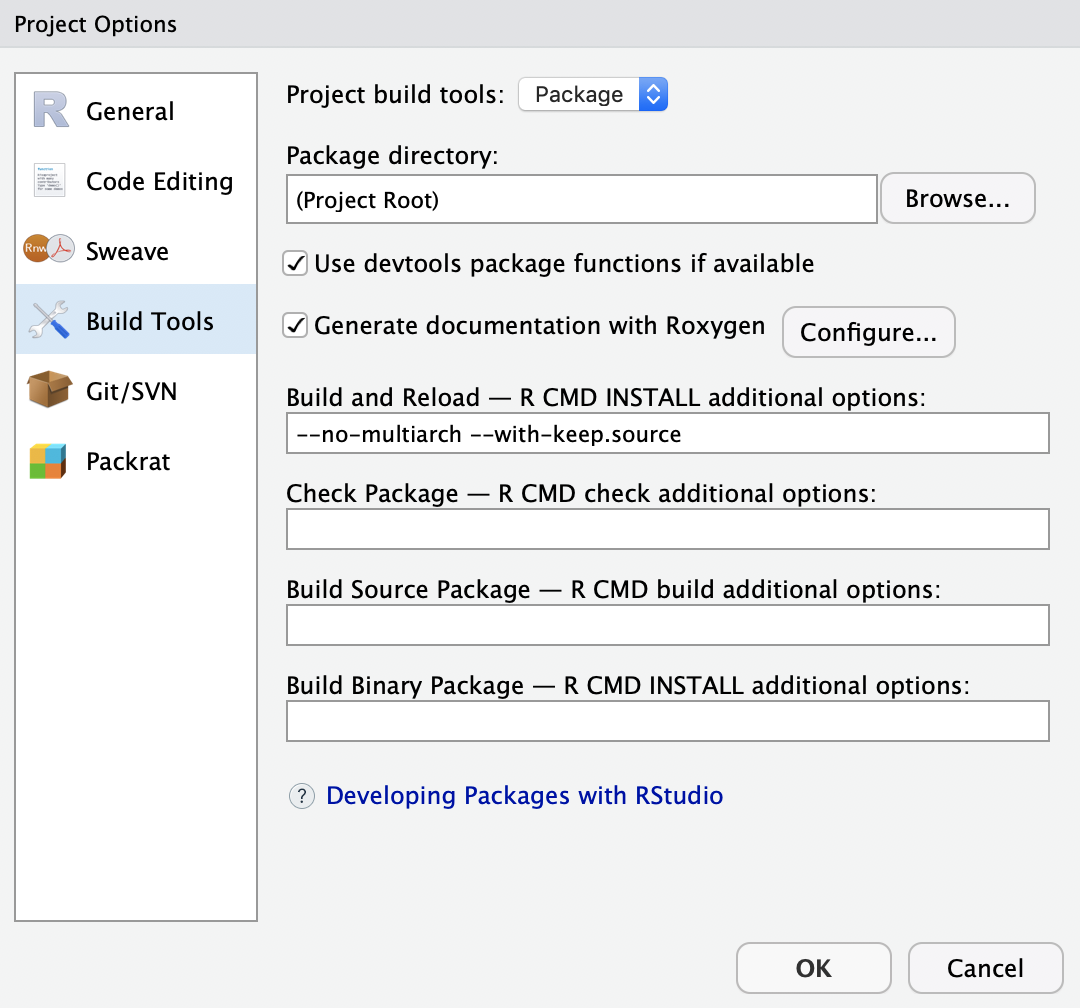 Project Options
General
Code Editing
Sweave
Build Tools
Git/SVN
Packrat
Project build tools: Package
Package directory:
(Project Root)
Browse...
Use devtools package functions if available
Generate documentation with Roxygen
Configure...
Build and Reload — R CMD INSTALL additional options:
--no-multiarch --with-keep.source
Check Package — R CMD check additional options:
Build Source Package — R CMD build additional options:
Build Binary Package — R CMD INSTALL additional options:
? Developing Packages with RStudio
OK
Cancel